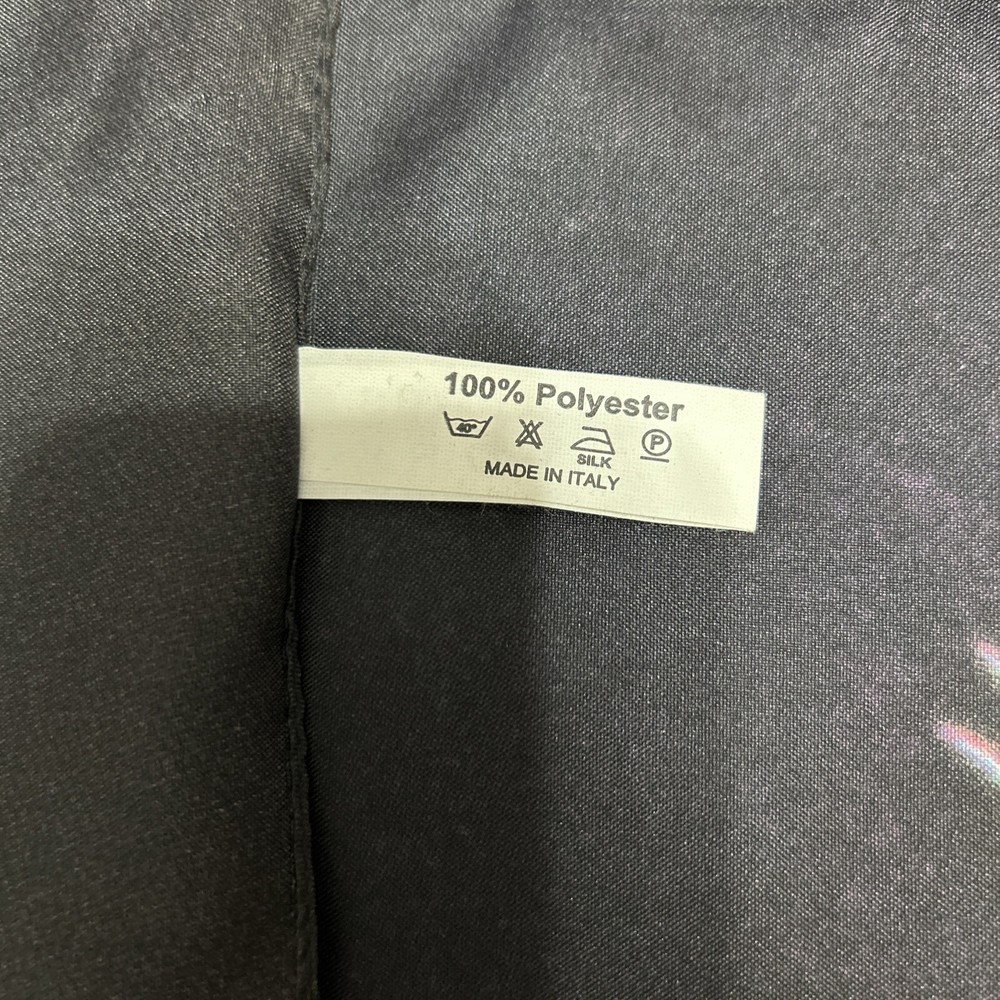 100% Polyester
40° P
SILK
MADE IN ITALY